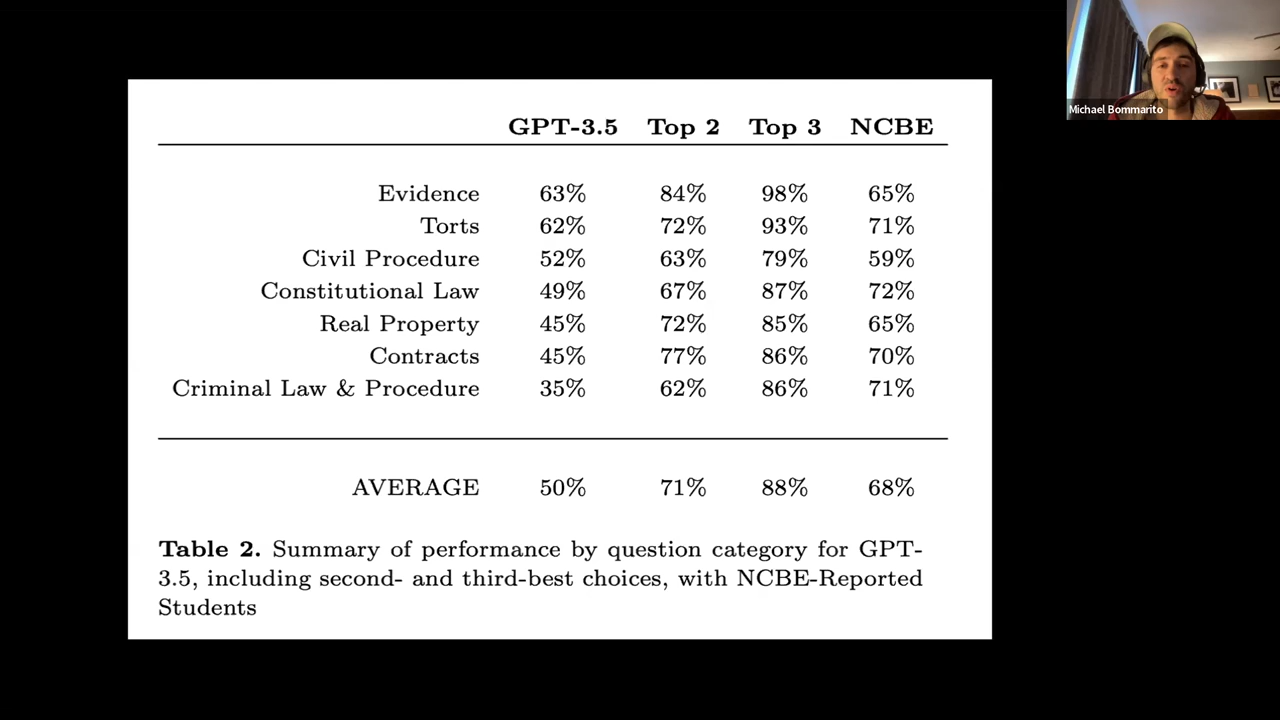 Michael Bommarito
GPT-3.5 Top 2 Top 3 NCBE
Evidence 63% 84% 98% 65%
Torts 62% 72% 93% 71%
Civil Procedure 52% 63% 79% 59%
Constitutional Law 49% 67% 87% 72%
Real Property 45% 72% 85% 65%
Contracts 45% 77% 86% 70%
Criminal Law & Procedure 35% 62% 86% 71%
AVERAGE 50% 71% 88% 68%
Table 2. Summary of performance by question category for GPT-
3.5, including second- and third-best choices, with NCBE-Reported
Students